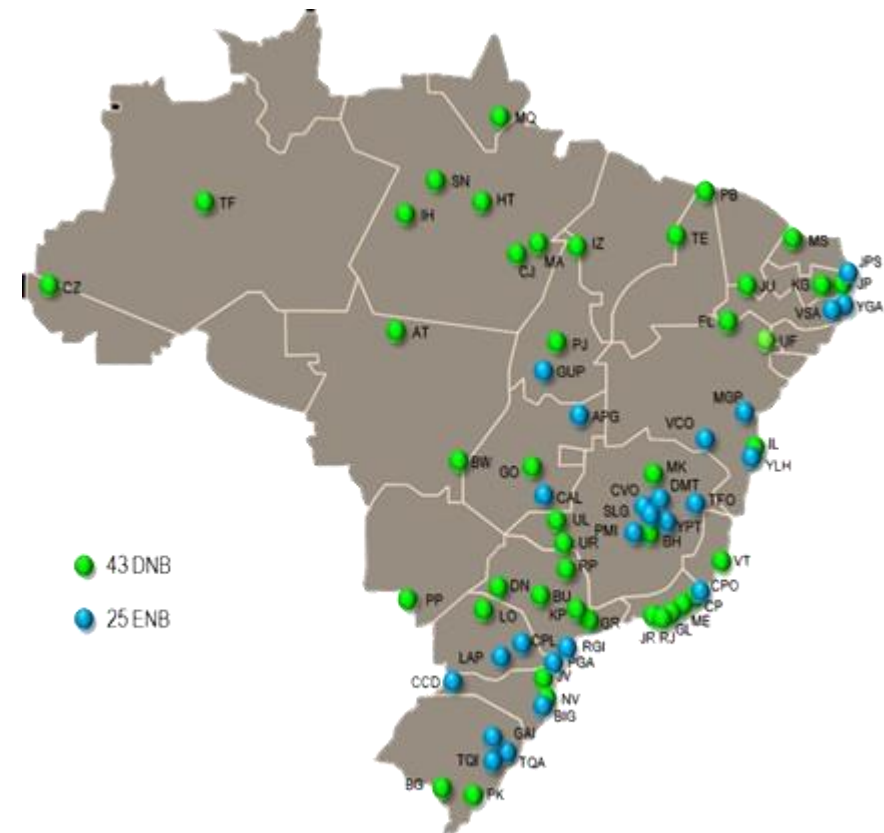 MQ
SN
TF
HT
PB
IH
TE
MS
MA
IZ
CJ
JPS
CZ
JU
KG
JP
VSA
YGA
FL
AT
UF
PJ
GUP
MGP
APG
VCO
IL
BW
GO
YLH
MK
DMT
CVO
CAL
TFO
SLG
UL
YPT
PMI
BH
UR
VT
43 DNB
RP
DN
CPO
BU
PP
CP
25 ENB
LO
KP
GR
ME
GL
JR
RJ
CPL
RGI
LAP
PGA
CCD
JV
NV
BIG
GAI
TQI
TQA
BG
PK